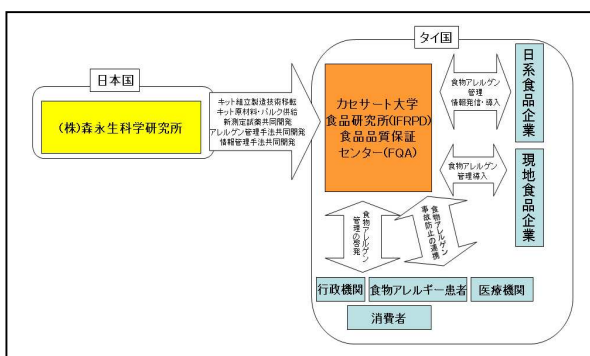 日本国
(株)森永生科学研究所
キット組立製造技術移転
キット原材料・バルク供給
新測定試薬共同開発
アレルゲン管理手法共同開発
情報管理手法共同開発
タイ国
カセサート大学
食品研究所(IFRPD)
食品品質保証
センター(FQA)
食物アレルゲン
管理
情報発信・導入
日系食品企業
食物アレルゲン
管理導入
現地食品企業
食物アレルゲン
管理の啓発
食物アレルゲン
事故防止の連携
行政機関
食物アレルギー患者
医療機関
消費者